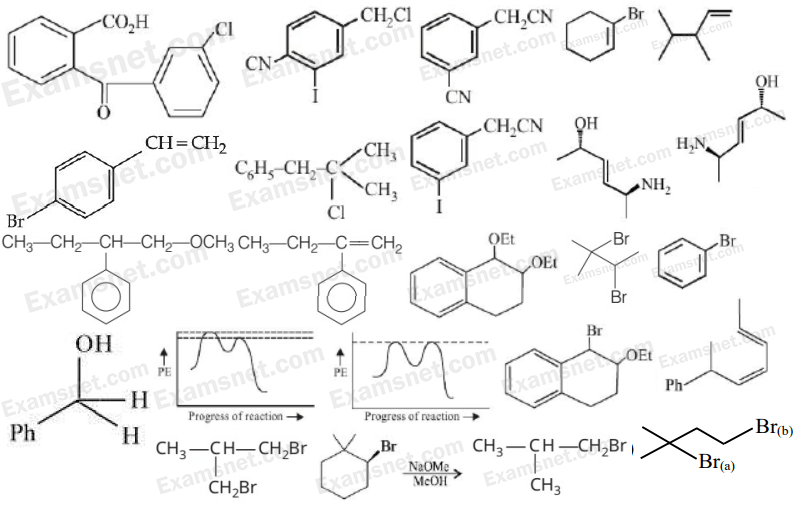 CO₂H
Cl
O
CH₂Cl
CN
I
CH₂CN
CN
Br
OH
H₂N
CH=CH₂
Br
C₆H₅–CH₂–C
CH₃
CH₃
Cl
CH₂CN
I
OH
NH₂
CH₃–CH₂–CH–CH₂–OCH₃
CH₃–CH₂–C=CH₂
OEt
OEt
Br
Br
Br
OH
Ph
H
H
PE
Progress of reaction →
PE
Progress of reaction →
Br
OEt
Ph
CH₃–CH–CH₂Br
CH₂Br
Br
NaOMe
MeOH
CH₃–CH–CH₂Br
CH₃
Br(b)
Br(a)
Examsnet.com